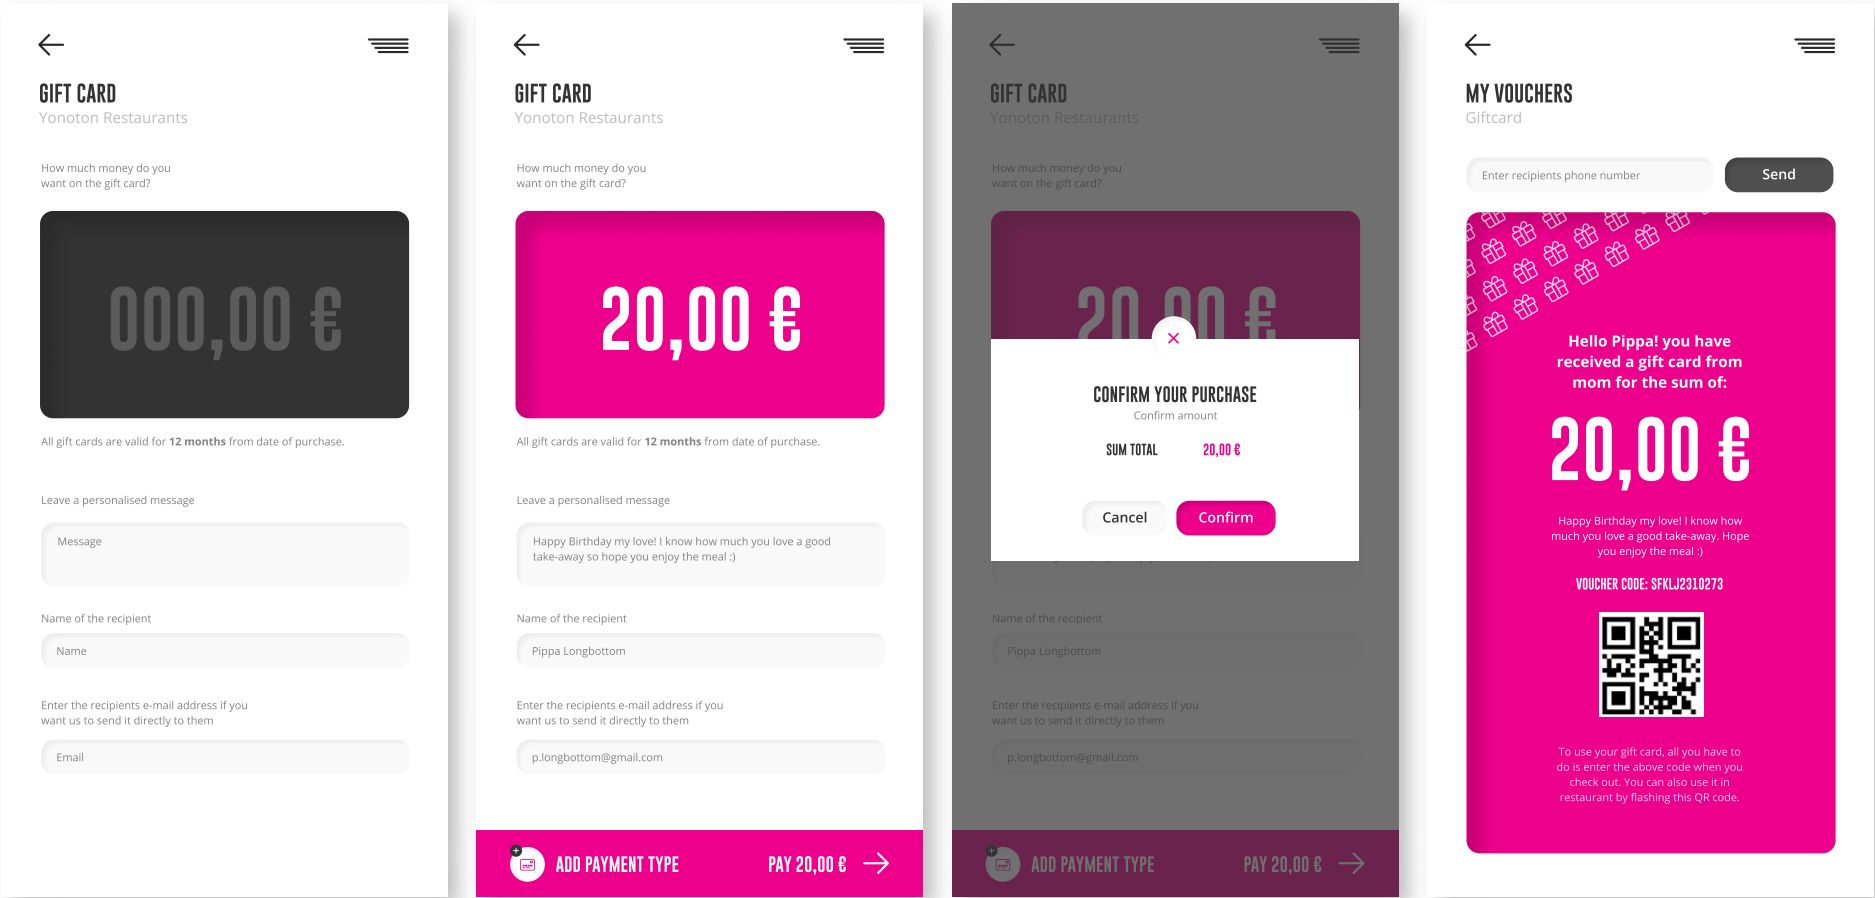 GIFT CARD
Yonoton Restaurants
How much money do you
want on the gift card?
000,00 €
All gift cards are valid for 12 months from date of purchase.
Leave a personalised message
Message
Name of the recipient
Name
Enter the recipients e-mail address if you
want us to send it directly to them
Email
GIFT CARD
Yonoton Restaurants
How much money do you
want on the gift card?
20,00 €
All gift cards are valid for 12 months from date of purchase.
Leave a personalised message
Happy Birthday my love! I know how much you love a good
take-away so hope you enjoy the meal :)
Name of the recipient
Pippa Longbottom
Enter the recipients e-mail address if you
want us to send it directly to them
p.longbottom@gmail.com
ADD PAYMENT TYPE
PAY 20,00 €
GIFT CARD
Yonoton Restaurants
How much money do you
want on the gift card?
20,00 €
CONFIRM YOUR PURCHASE
Confirm amount
SUM TOTAL 20,00 €
Cancel
Confirm
Name of the recipient
Pippa Longbottom
Enter the recipients e-mail address if you
want us to send it directly to them
p.longbottom@gmail.com
ADD PAYMENT TYPE
PAY 20,00 €
MY VOUCHERS
Giftcard
Enter recipients phone number
Send
Hello Pippa! you have
received a gift card from
mom for the sum of:
20,00 €
Happy Birthday my love! I know how
much you love a good take-away. Hope
you enjoy the meal :)
VOUCHER CODE: SFKLJ2310273
To use your gift card, all you have to
do is enter the above code when you
check out. You can also use it in
restaurant by flashing this QR code.